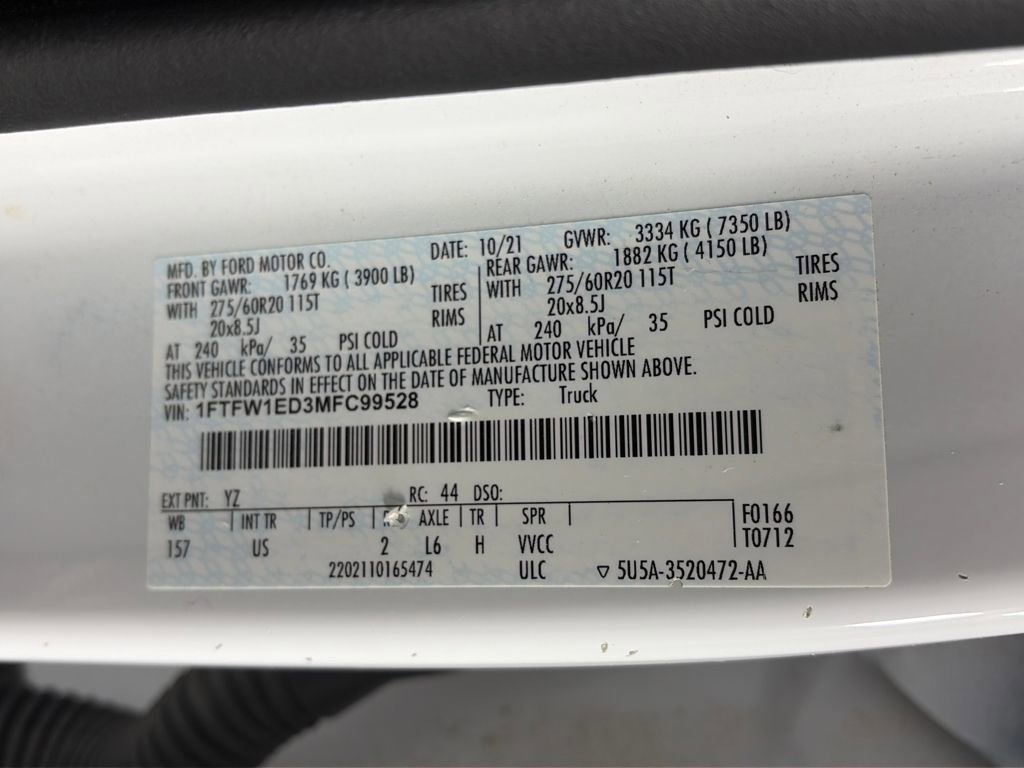 MFD. BY FORD MOTOR CO. DATE: 10/21 GVWR: 3334 KG ( 7350 LB)
FRONT GAWR: 1769 KG ( 3900 LB) REAR GAWR: 1882 KG ( 4150 LB)
WITH 275/60R20 115T TIRES WITH 275/60R20 115T TIRES
20x8.5J RIMS 20x8.5J RIMS
AT 240 kPa/ 35 PSI COLD AT 240 kPa/ 35 PSI COLD
THIS VEHICLE CONFORMS TO ALL APPLICABLE FEDERAL MOTOR VEHICLE
SAFETY STANDARDS IN EFFECT ON THE DATE OF MANUFACTURE SHOWN ABOVE.
VIN: 1FTFW1ED3MFC99528 TYPE: Truck
EXT PNT: YZ RC: 44 DSO:
WB INT TR TP/PS AXLE TR SPR F0166
157 US 2 L6 H VVCC T0712
2202110165474 ULC ▽ 5U5A-3520472-AA